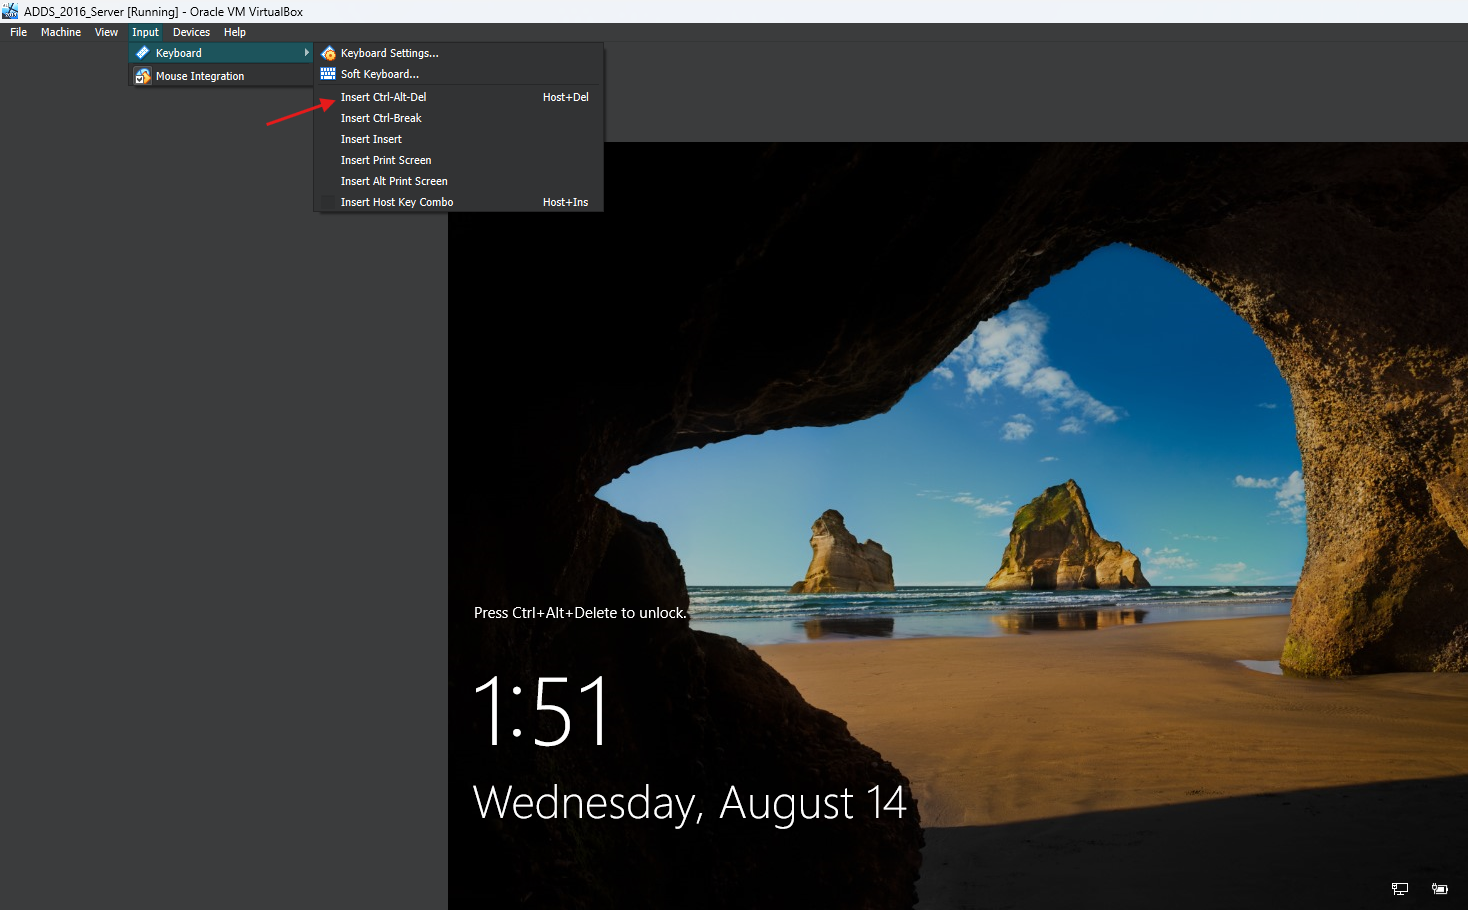 ADDS_2016_Server [Running] - Oracle VM VirtualBox
File Machine View Input Devices Help
Keyboard
Mouse Integration
Keyboard Settings...
Soft Keyboard...
Insert Ctrl-Alt-Del Host+Del
Insert Ctrl-Break
Insert Insert
Insert Print Screen
Insert Alt Print Screen
Insert Host Key Combo Host+Ins
Press Ctrl+Alt+Delete to unlock.
1:51
Wednesday, August 14